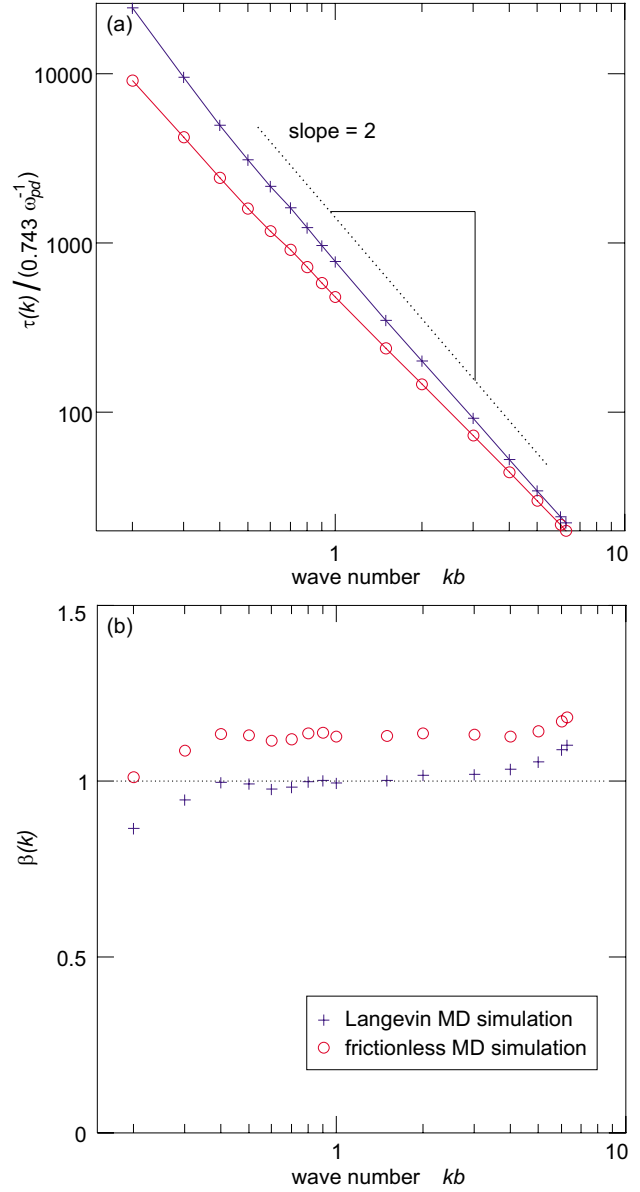 (a)
10000
slope = 2
1000
100
τ(k) / (0.743 ω_pd^-1)
1
10
wave number kb
(b)
1.5
1
0.5
0
β(k)
+ Langevin MD simulation
○ frictionless MD simulation
1
10
wave number kb